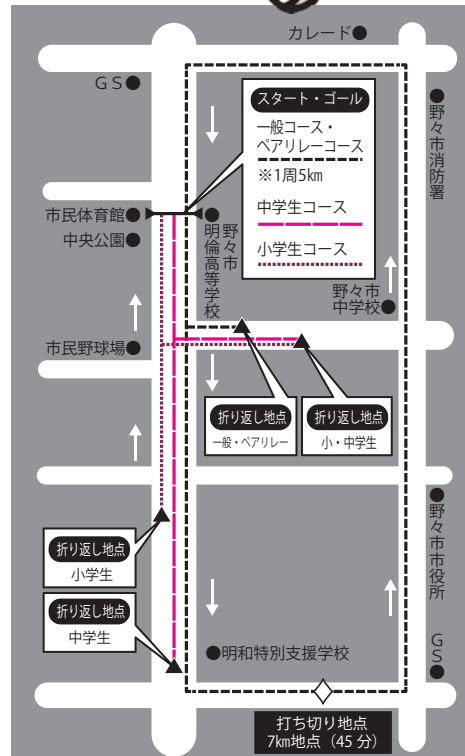 カレード●
GS●
●野々市消防署
スタート・ゴール
一般コース・
ペアリレーコース
※1周5km
中学生コース
小学生コース
市民体育館●
中央公園●
●野々市
明倫高等学校
野々市
中学校●
市民野球場●
折り返し地点
一般・ペアリレー
折り返し地点
小・中学生
折り返し地点
小学生
折り返し地点
中学生
●野々市市役所
GS●
●明和特別支援学校
打ち切り地点
7km地点（45分）